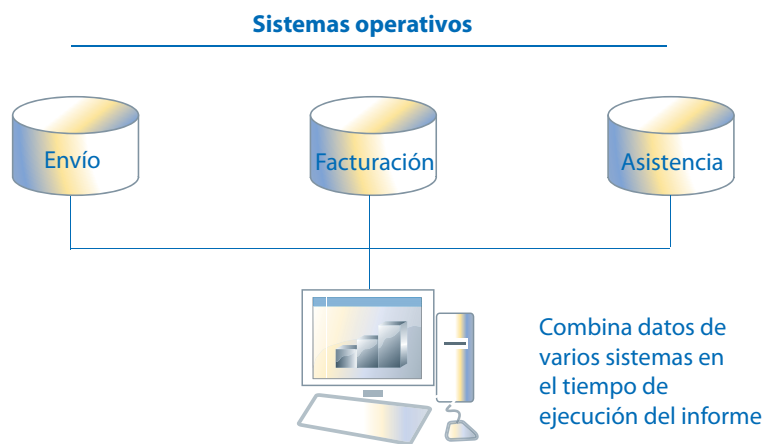 Sistemas operativos
Envío
Facturación
Asistencia
Combina datos de
varios sistemas en
el tiempo de
ejecución del informe